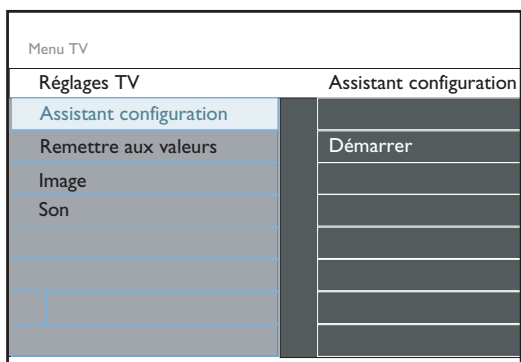 Menu TV
Réglages TV
Assistant configuration
Assistant configuration
Remettre aux valeurs
Démarrer
Image
Son